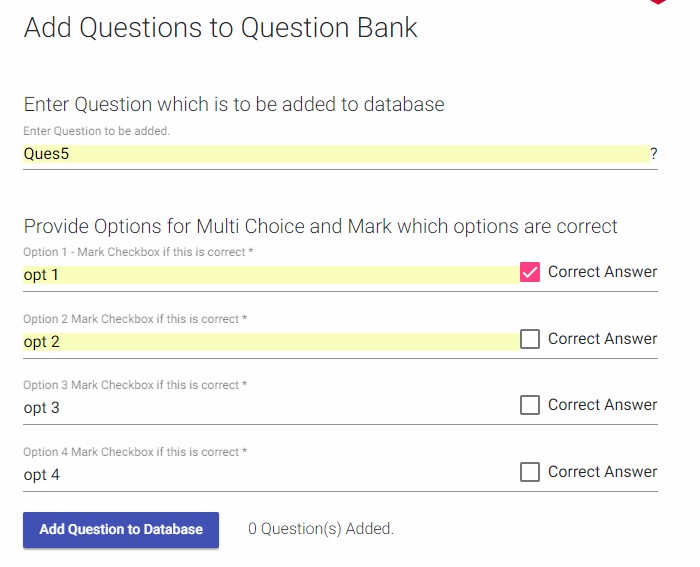 Add Questions to Question Bank
Enter Question which is to be added to database
Enter Question to be added.
Ques5 ?
Provide Options for Multi Choice and Mark which options are correct
Option 1 - Mark Checkbox if this is correct *
opt 1 Correct Answer
Option 2 Mark Checkbox if this is correct *
opt 2 Correct Answer
Option 3 Mark Checkbox if this is correct *
opt 3 Correct Answer
Option 4 Mark Checkbox if this is correct *
opt 4 Correct Answer
Add Question to Database 0 Question(s) Added.